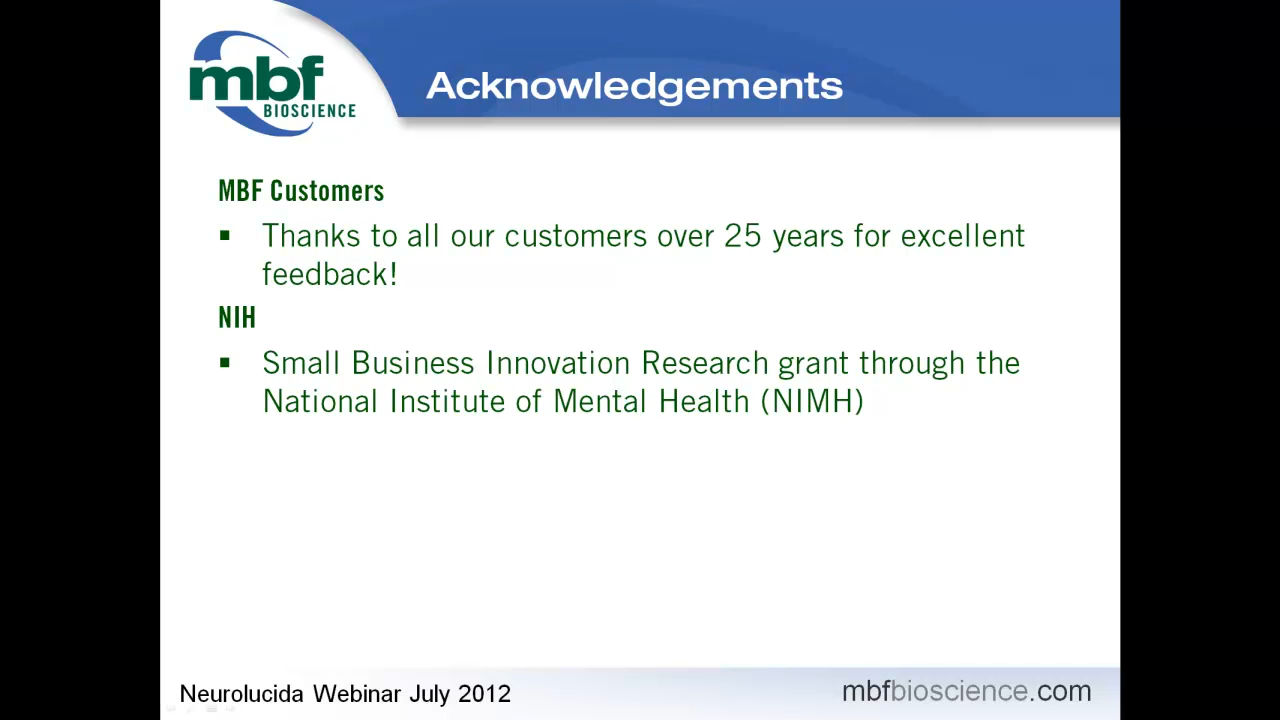 mbf
BIOSCIENCE
Acknowledgements
MBF Customers
▪ Thanks to all our customers over 25 years for excellent
feedback!
NIH
▪ Small Business Innovation Research grant through the
National Institute of Mental Health (NIMH)
Neurolucida Webinar July 2012
mbfbioscience.com